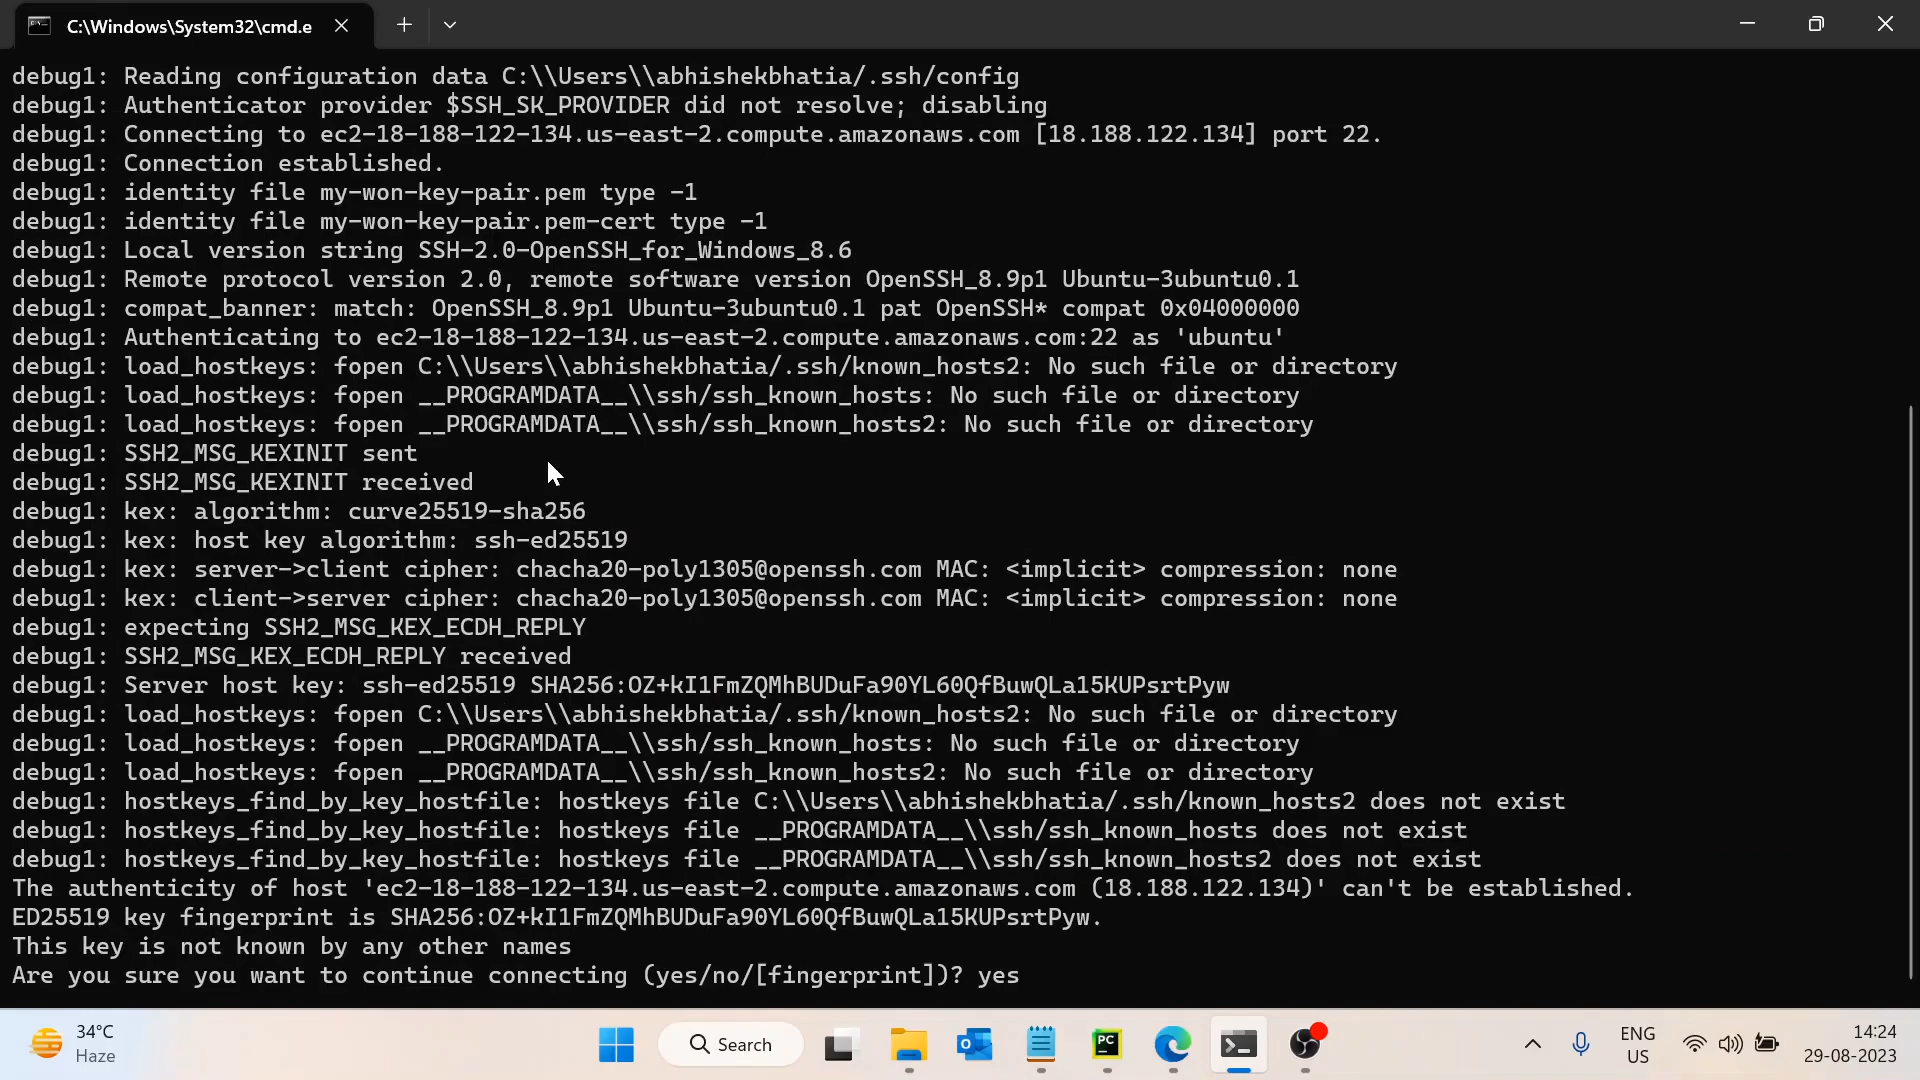 C:\Windows\System32\cmd.e
debug1: Reading configuration data C:\\Users\\abhishekbhatia/.ssh/config
debug1: Authenticator provider $SSH_SK_PROVIDER did not resolve; disabling
debug1: Connecting to ec2-18-188-122-134.us-east-2.compute.amazonaws.com [18.188.122.134] port 22.
debug1: Connection established.
debug1: identity file my-won-key-pair.pem type -1
debug1: identity file my-won-key-pair.pem-cert type -1
debug1: Local version string SSH-2.0-OpenSSH_for_Windows_8.6
debug1: Remote protocol version 2.0, remote software version OpenSSH_8.9p1 Ubuntu-3ubuntu0.1
debug1: compat_banner: match: OpenSSH_8.9p1 Ubuntu-3ubuntu0.1 pat OpenSSH* compat 0x04000000
debug1: Authenticating to ec2-18-188-122-134.us-east-2.compute.amazonaws.com:22 as 'ubuntu'
debug1: load_hostkeys: fopen C:\\Users\\abhishekbhatia/.ssh/known_hosts2: No such file or directory
debug1: load_hostkeys: fopen __PROGRAMDATA__\\ssh/ssh_known_hosts: No such file or directory
debug1: load_hostkeys: fopen __PROGRAMDATA__\\ssh/ssh_known_hosts2: No such file or directory
debug1: SSH2_MSG_KEXINIT sent
debug1: SSH2_MSG_KEXINIT received
debug1: kex: algorithm: curve25519-sha256
debug1: kex: host key algorithm: ssh-ed25519
debug1: kex: server->client cipher: chacha20-poly1305@openssh.com MAC: <implicit> compression: none
debug1: kex: client->server cipher: chacha20-poly1305@openssh.com MAC: <implicit> compression: none
debug1: expecting SSH2_MSG_KEX_ECDH_REPLY
debug1: SSH2_MSG_KEX_ECDH_REPLY received
debug1: Server host key: ssh-ed25519 SHA256:OZ+kI1FmZQMhBUDuFa90YL60QfBuwQLa15KUPsrtPyw
debug1: load_hostkeys: fopen C:\\Users\\abhishekbhatia/.ssh/known_hosts2: No such file or directory
debug1: load_hostkeys: fopen __PROGRAMDATA__\\ssh/ssh_known_hosts: No such file or directory
debug1: load_hostkeys: fopen __PROGRAMDATA__\\ssh/ssh_known_hosts2: No such file or directory
debug1: hostkeys_find_by_key_hostfile: hostkeys file C:\\Users\\abhishekbhatia/.ssh/known_hosts2 does not exist
debug1: hostkeys_find_by_key_hostfile: hostkeys file __PROGRAMDATA__\\ssh/ssh_known_hosts does not exist
debug1: hostkeys_find_by_key_hostfile: hostkeys file __PROGRAMDATA__\\ssh/ssh_known_hosts2 does not exist
The authenticity of host 'ec2-18-188-122-134.us-east-2.compute.amazonaws.com (18.188.122.134)' can't be established.
ED25519 key fingerprint is SHA256:OZ+kI1FmZQMhBUDuFa90YL60QfBuwQLa15KUPsrtPyw.
This key is not known by any other names
Are you sure you want to continue connecting (yes/no/[fingerprint])? yes
34°C
Haze
Search
PC
ENG
US
14:24
29-08-2023